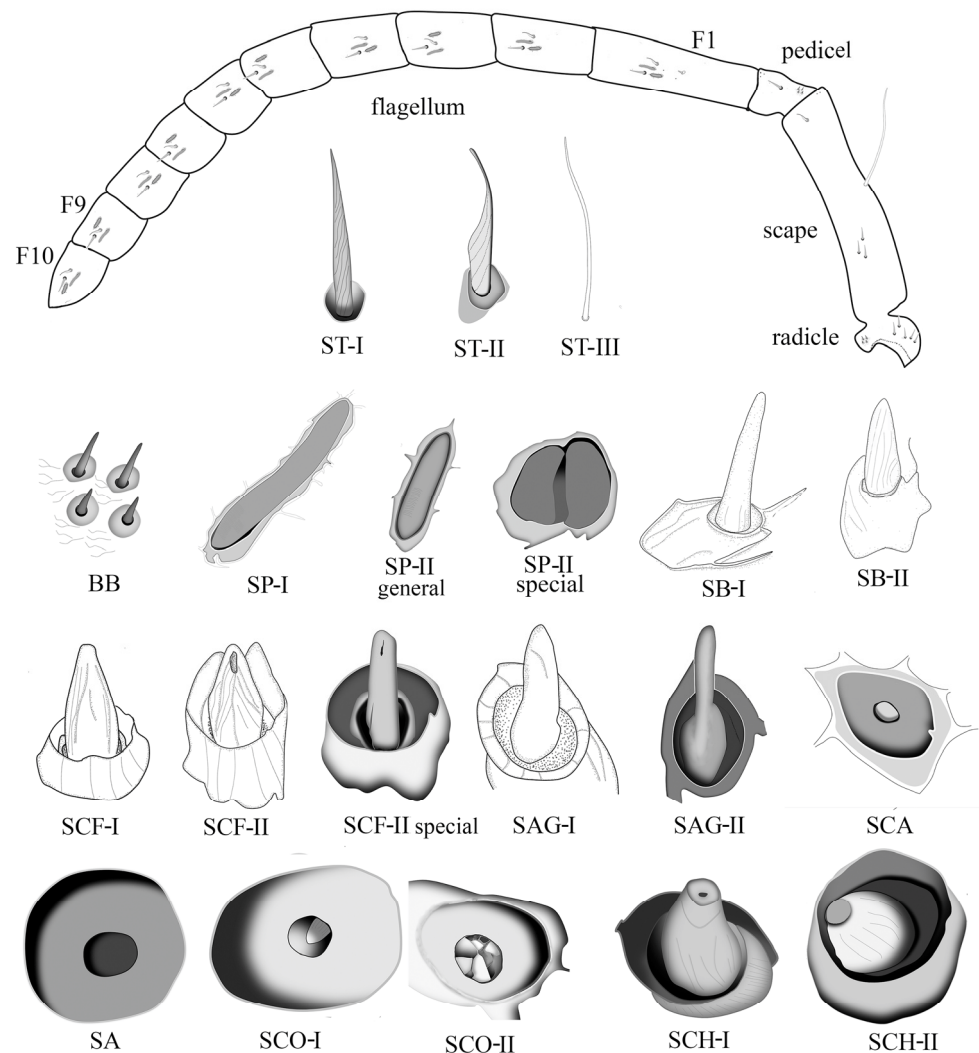 F1
pedicel
flagellum
F9
scape
F10
radicle
ST-I
ST-II
ST-III
BB
SP-I
SP-II
general
SP-II
special
SB-I
SB-II
SCF-I
SCF-II
SCF-II special
SAG-I
SAG-II
SCA
SA
SCO-I
SCO-II
SCH-I
SCH-II